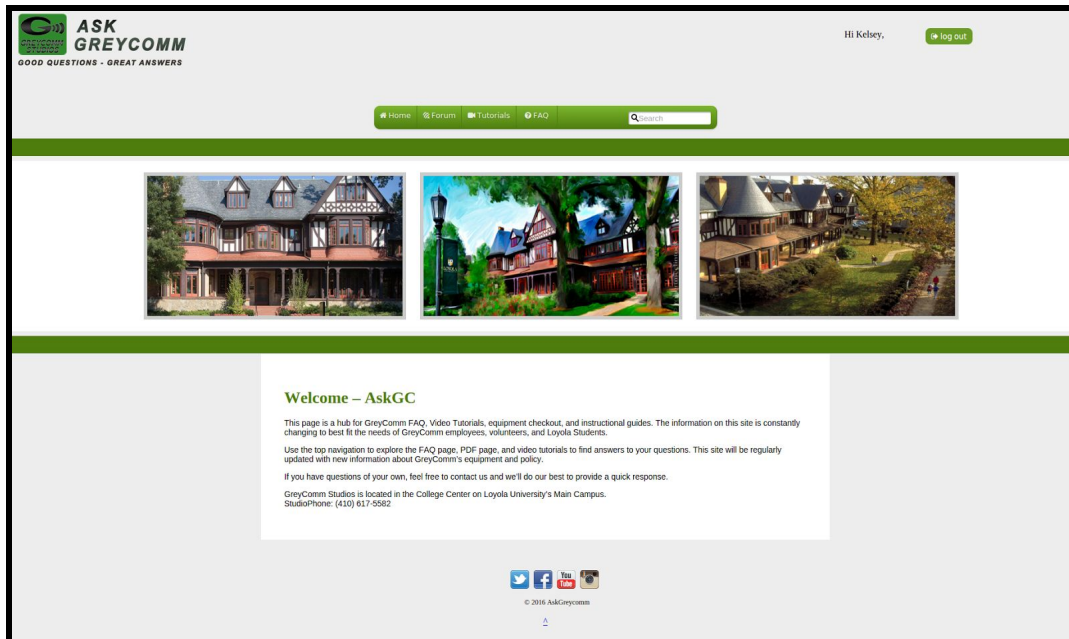 ASK
GREYCOMM
GREYCOMM
STUDIOS
GOOD QUESTIONS - GREAT ANSWERS
Hi Kelsey,
log out
Home
Forum
Tutorials
FAQ
Search
Welcome – AskGC
This page is a hub for GreyComm FAQ, Video Tutorials, equipment checkout, and instructional guides. The information on this site is constantly
changing to best fit the needs of GreyComm employees, volunteers, and Loyola Students.
Use the top navigation to explore the FAQ page, PDF page, and video tutorials to find answers to your questions. This site will be regularly
updated with new information about GreyComm's equipment and policy.
If you have questions of your own, feel free to contact us and we'll do our best to provide a quick response.
GreyComm Studios is located in the College Center on Loyola University's Main Campus.
StudioPhone: (410) 617-5582
You
Tube
© 2016 AskGreycomm
^